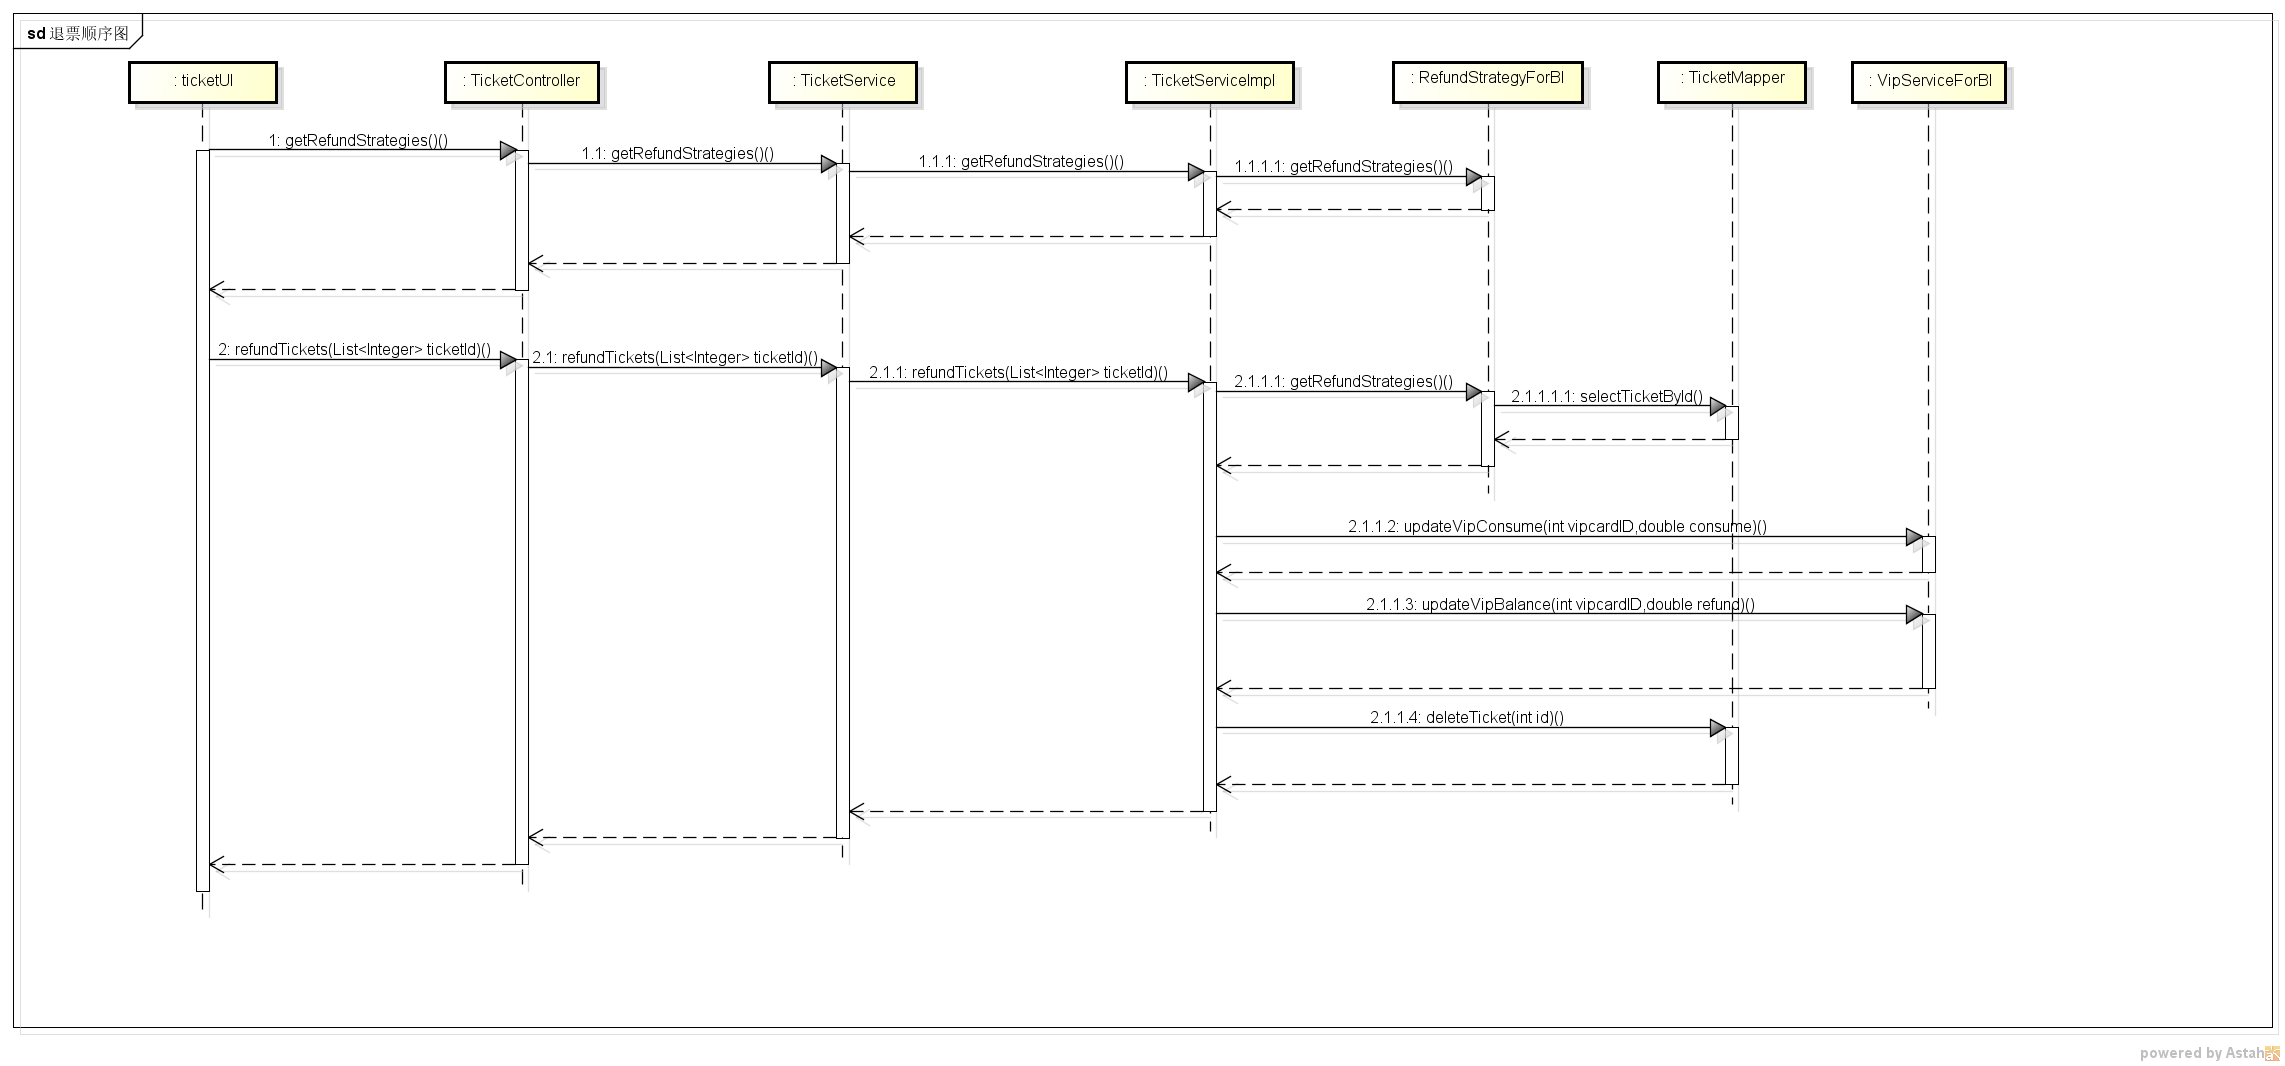 sd 退票顺序图
: ticketUI
: TicketController
: TicketService
: TicketServiceImpl
: RefundStrategyForBl
: TicketMapper
: VipServiceForBl
1: getRefundStrategies()()
1.1: getRefundStrategies()()
1.1.1: getRefundStrategies()()
1.1.1.1: getRefundStrategies()()
2: refundTickets(List<Integer> ticketId)()
2.1: refundTickets(List<Integer> ticketId)()
2.1.1: refundTickets(List<Integer> ticketId)()
2.1.1.1: getRefundStrategies()()
2.1.1.1.1: selectTicketById()
2.1.1.2: updateVipConsume(int vipcardID,double consume)()
2.1.1.3: updateVipBalance(int vipcardID,double refund)()
2.1.1.4: deleteTicket(int id)()
powered by Astah